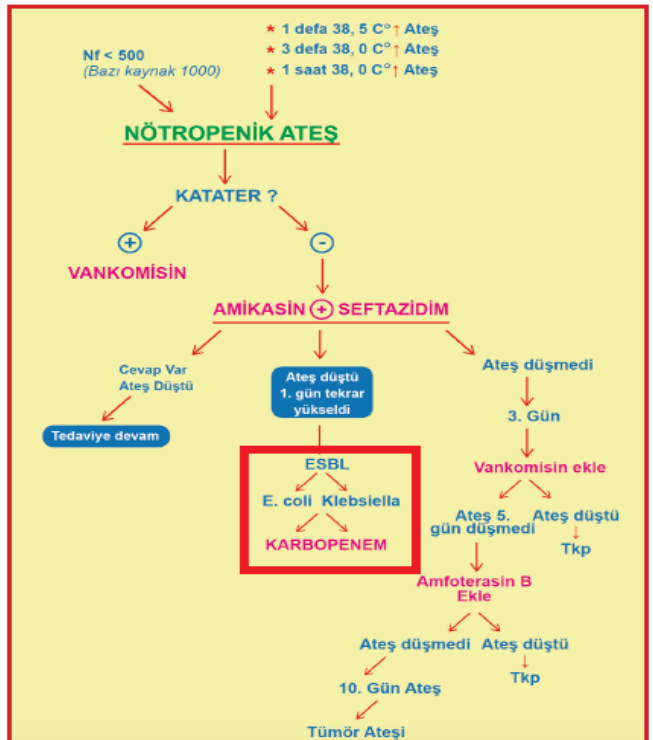 * 1 defa 38, 5 C°↑ Ateş
* 3 defa 38, 0 C°↑ Ateş
* 1 saat 38, 0 C°↑ Ateş
Nf < 500
(Bazı kaynak 1000)
NÖTROPENİK ATEŞ
KATATER ?
+
-
VANKOMİSİN
AMİKASİN + SEFTAZİDİM
Cevap Var
Ateş Düştü
Tedaviye devam
Ateş düştü
1. gün tekrar
yükseldi
ESBL
E. coli Klebsiella
KARBOPENEM
Ateş düşmedi
3. Gün
Vankomisin ekle
Ateş 5.
gün düşmedi
Ateş düştü
Tkp
Amfoterasin B
Ekle
Ateş düşmedi
Ateş düştü
Tkp
10. Gün Ateş
Tümör Ateşi